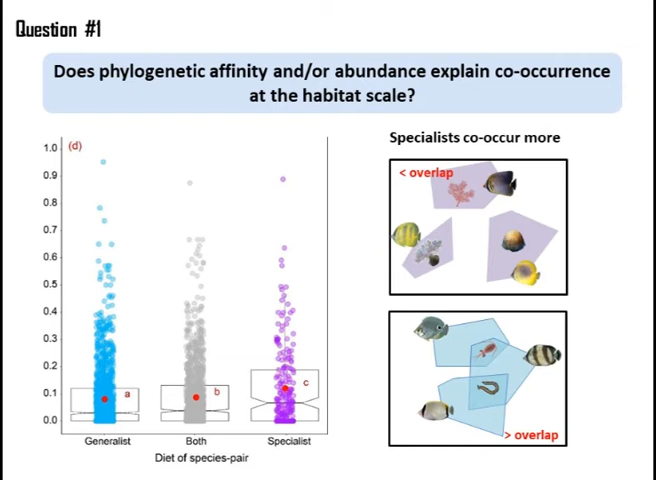 Question #1
Does phylogenetic affinity and/or abundance explain co-occurrence
at the habitat scale?
(d)
1.0
0.9
0.8
0.7
0.6
0.5
0.4
0.3
0.2
0.1
0.0
a
b
c
Generalist
Both
Specialist
Diet of species-pair
Specialists co-occur more
< overlap
> overlap